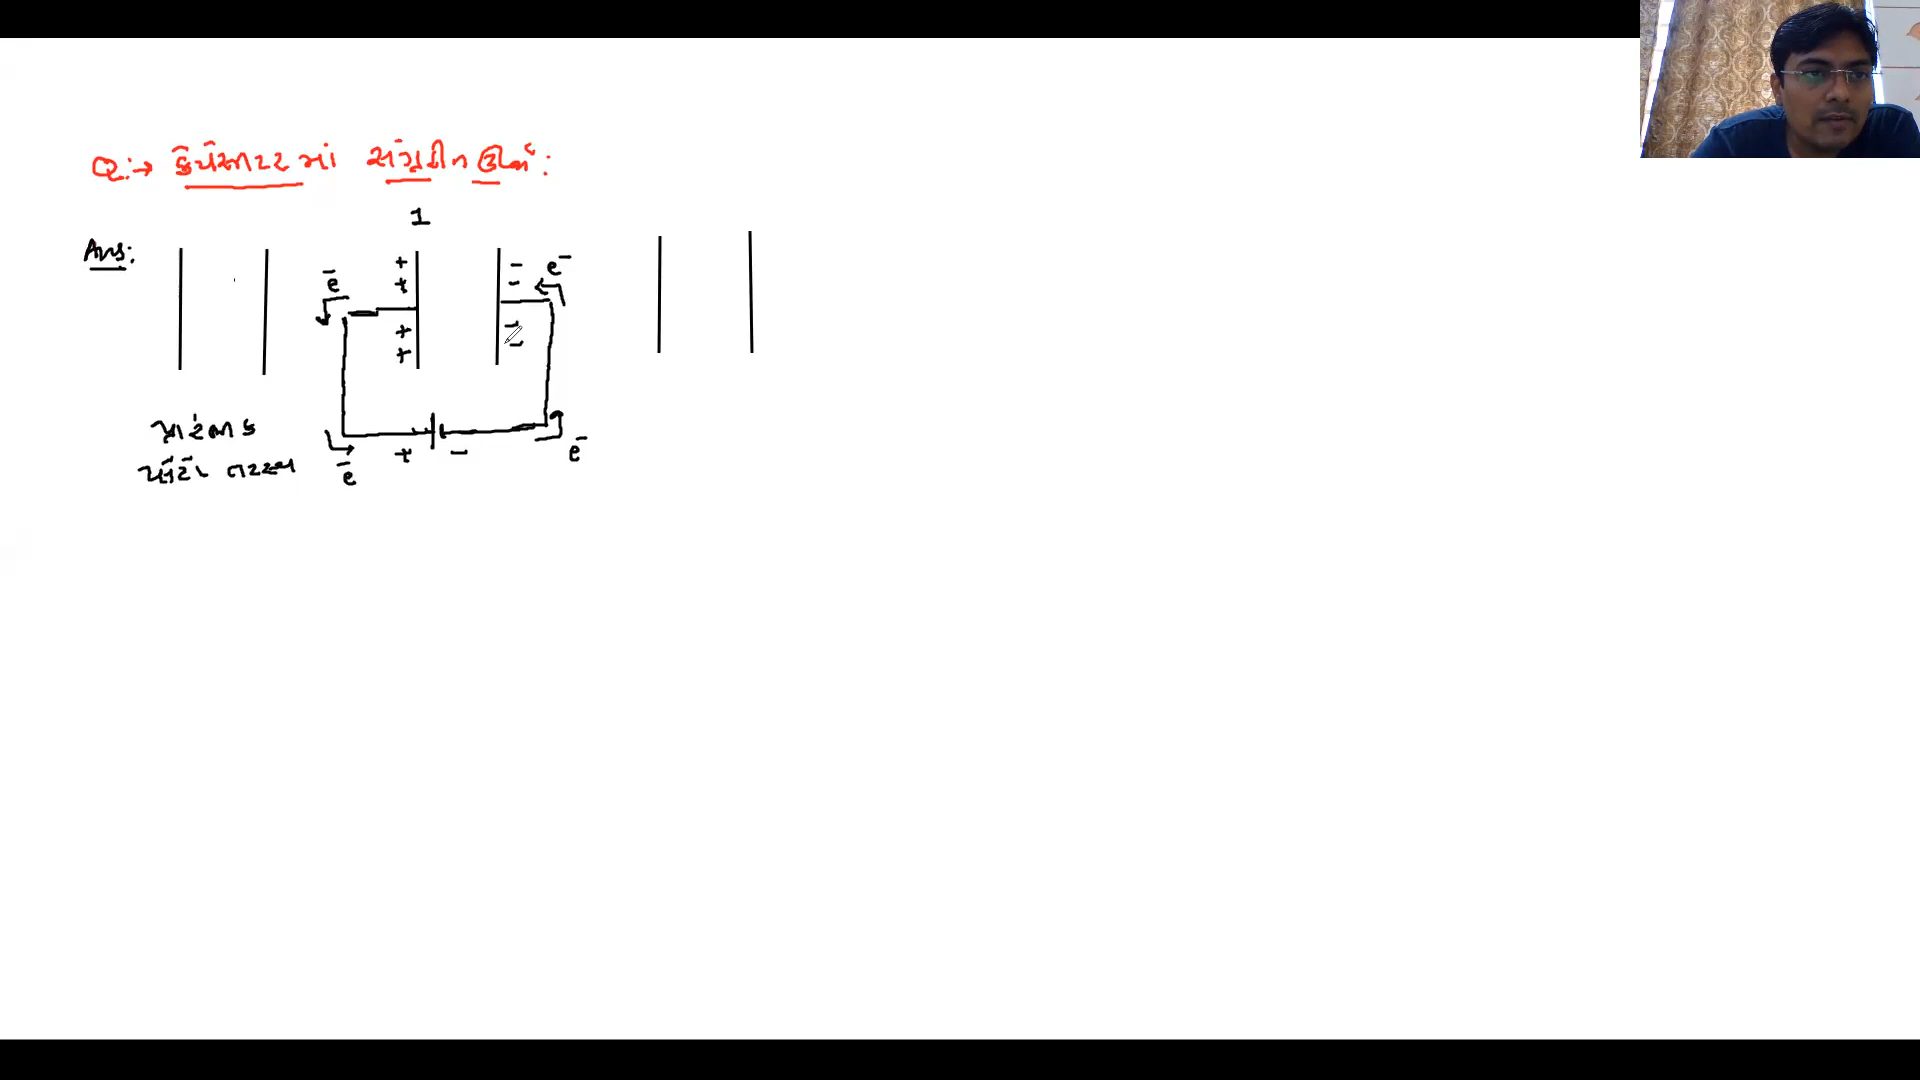 Q:→ કેપેસીટરમાં સંગ્રહીત ઊર્જા:
1
Ans:
+ - e⁻
e⁻ + -
+ -
+ -
પ્રારંભિક
પ્લેટો તટસ્થ
e⁻ + - e⁻